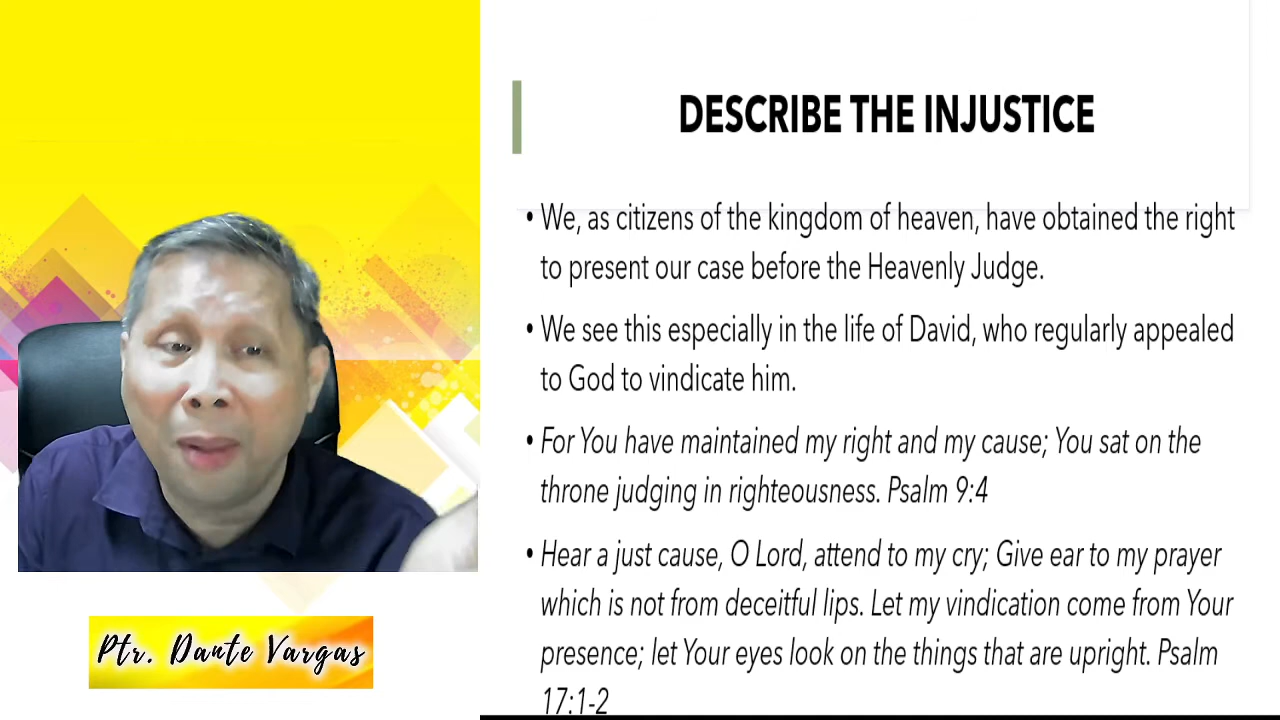 DESCRIBE THE INJUSTICE
• We, as citizens of the kingdom of heaven, have obtained the right
to present our case before the Heavenly Judge.
• We see this especially in the life of David, who regularly appealed
to God to vindicate him.
• For You have maintained my right and my cause; You sat on the
throne judging in righteousness. Psalm 9:4
• Hear a just cause, O Lord, attend to my cry; Give ear to my prayer
which is not from deceitful lips. Let my vindication come from Your
presence; let Your eyes look on the things that are upright. Psalm
17:1-2
Ptr. Dante Vargas